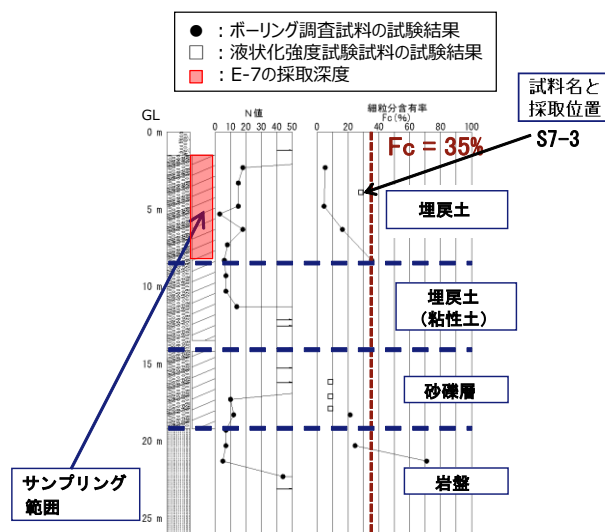 ● ：ボーリング調査試料の試験結果
□ ：液状化強度試験試料の試験結果
：E-7の採取深度
試料名と
採取位置
S7-3
GL
N 値
細粒分含有率
Fc(%)
0 10 20 30 40 50
0 20 40 60 80 100
0 m
5 m
10 m
15 m
20 m
25 m
Fc = 35%
埋戻土
埋戻土
（粘性土）
砂礫層
岩盤
サンプリング
範囲